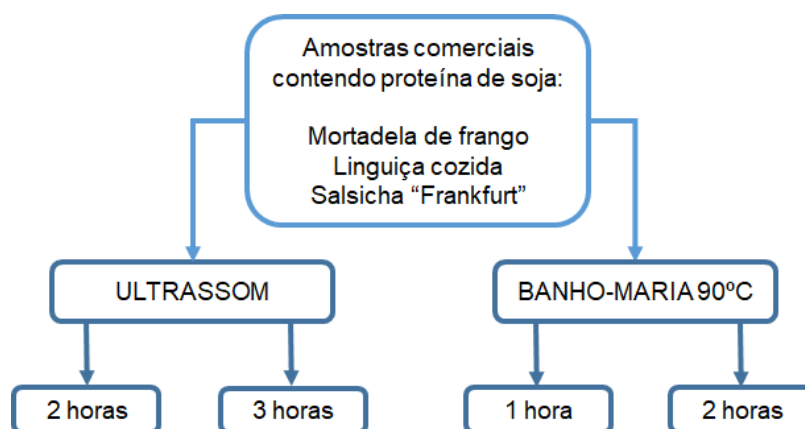 Amostras comerciais
contendo proteína de soja:
Mortadela de frango
Linguiça cozida
Salsicha “Frankfurt”
ULTRASSOM
BANHO-MARIA 90ºC
2 horas
3 horas
1 hora
2 horas